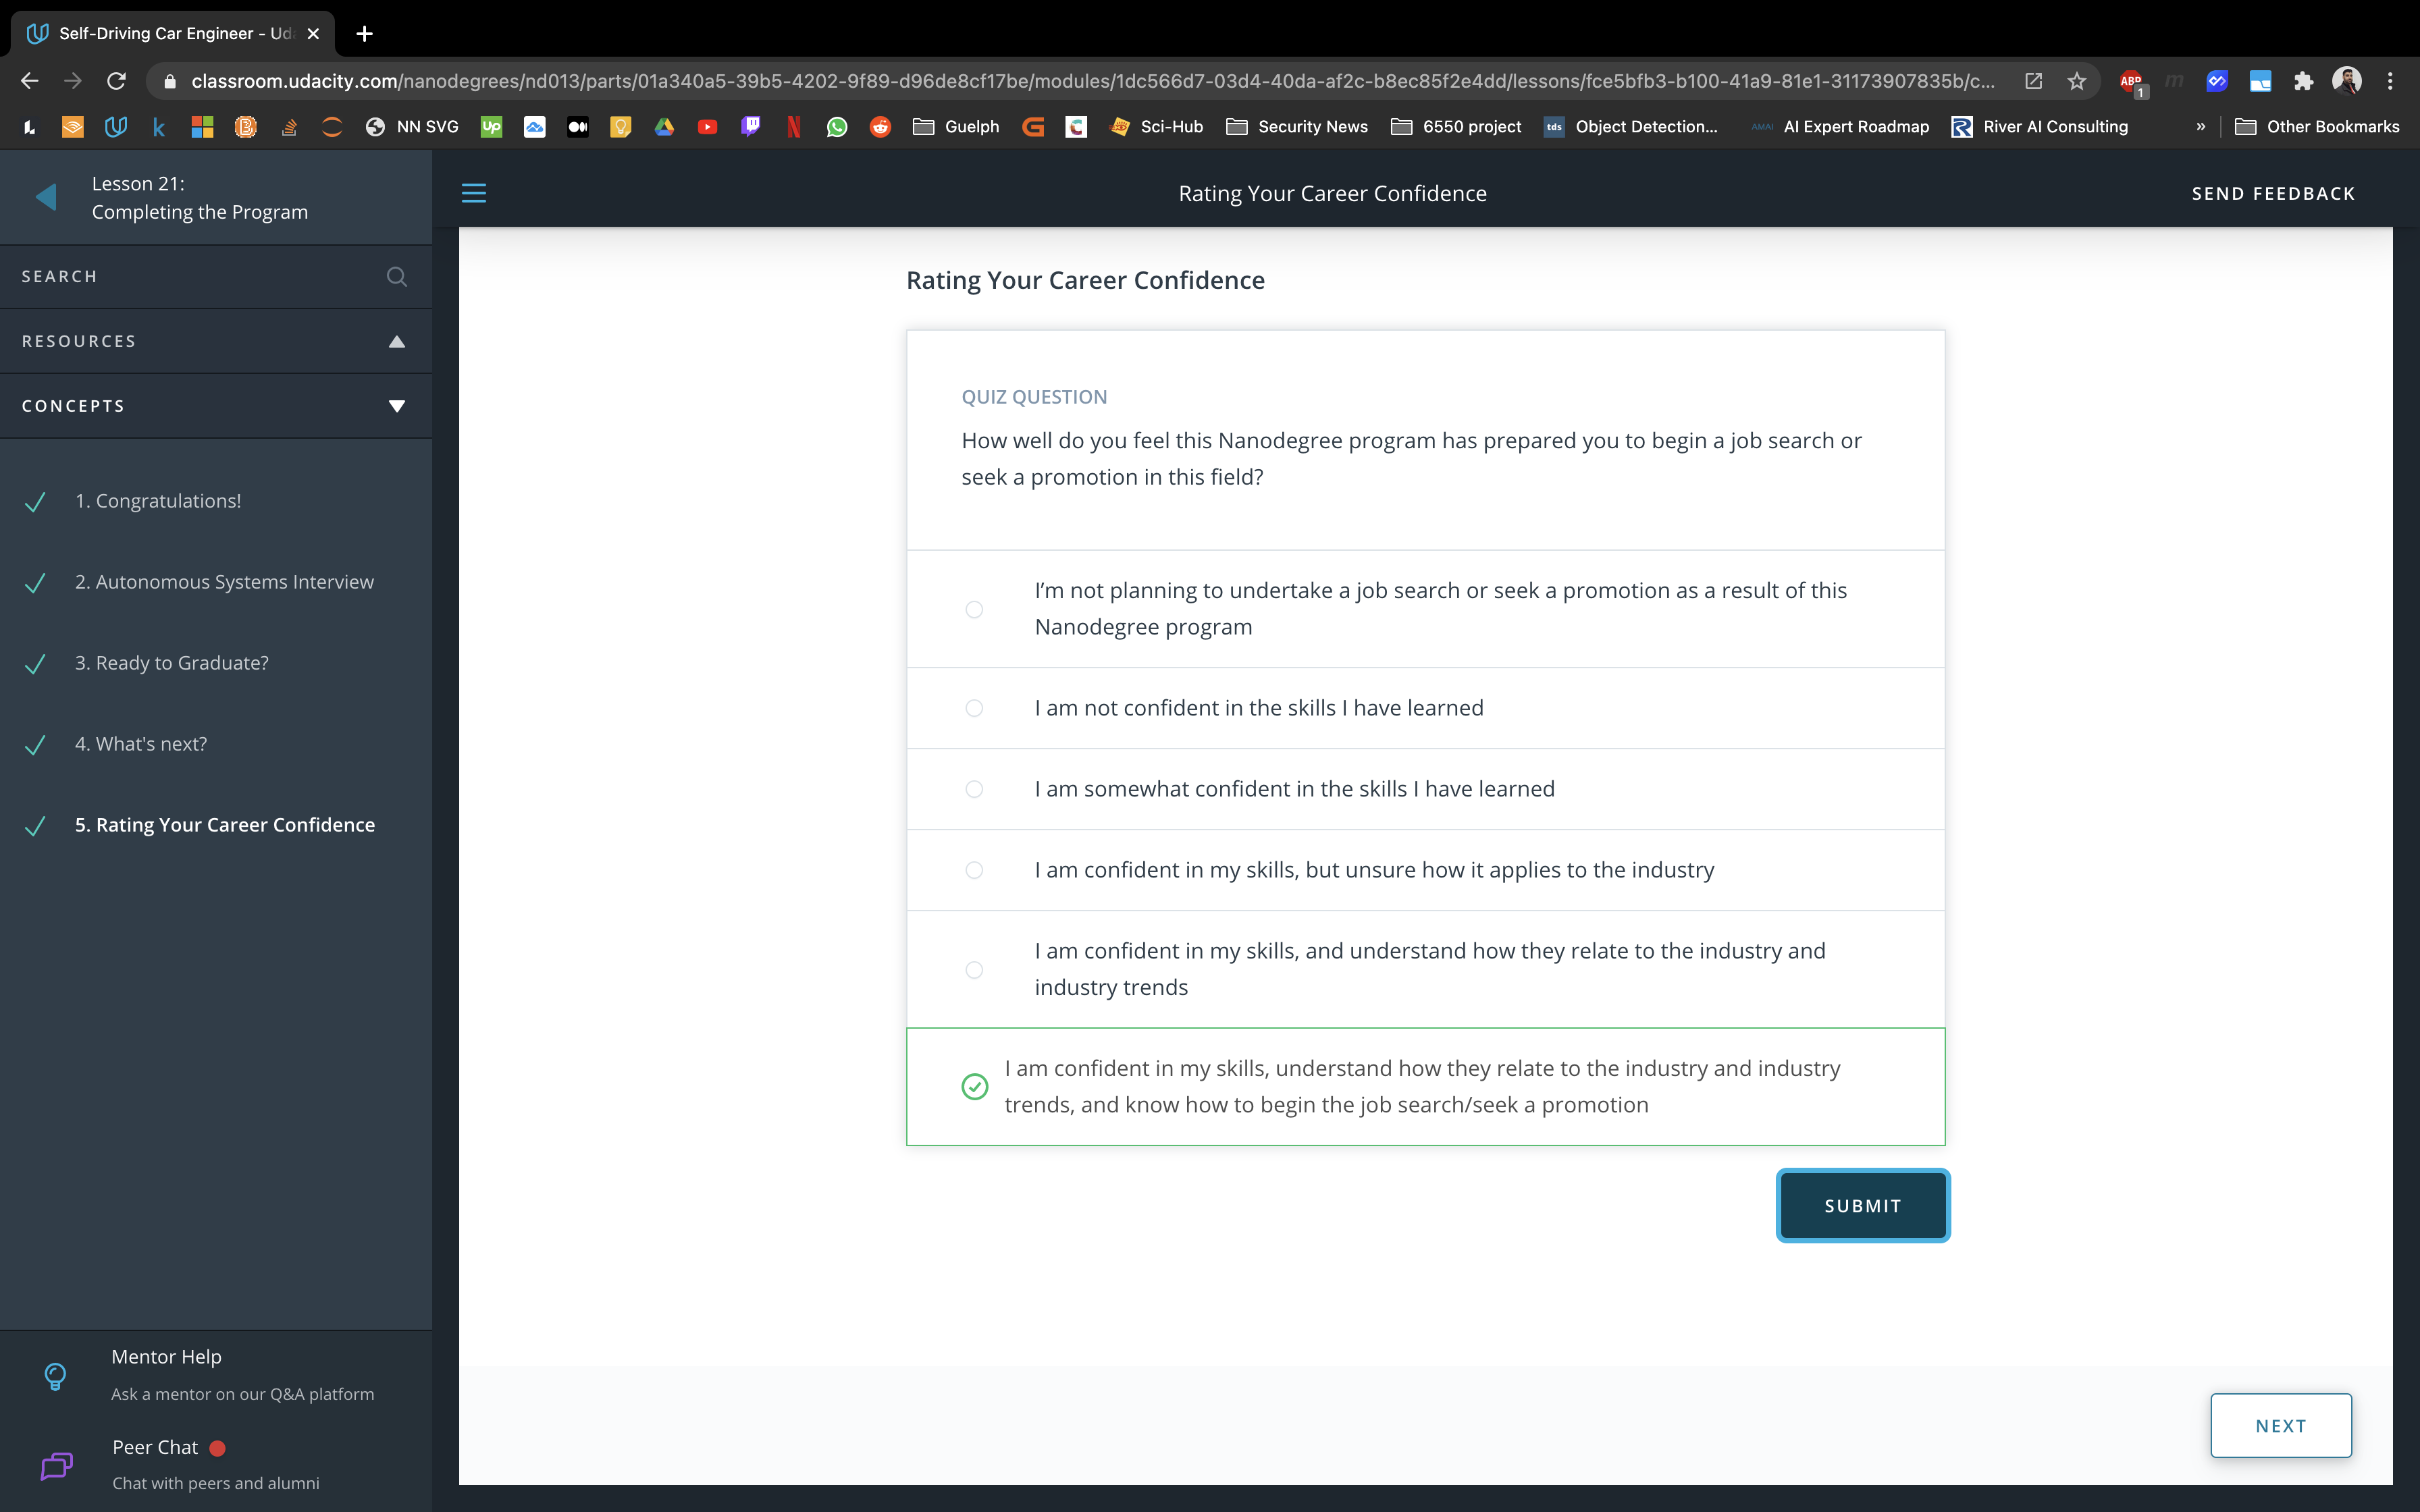 Self-Driving Car Engineer - Ud
classroom.udacity.com/nanodegrees/nd013/parts/01a340a5-39b5-4202-9f89-d96de8cf17be/modules/1dc566d7-03d4-40da-af2c-b8ec85f2e4dd/lessons/fce5bfb3-b100-41a9-81e1-31173907835b/c...
ABP
1
NN SVG
Up
Guelph
Sci-Hub
Security News
6550 project
tds
Object Detection...
AMAI
AI Expert Roadmap
River AI Consulting
»
Other Bookmarks
Lesson 21:
Completing the Program
Rating Your Career Confidence
SEND FEEDBACK
SEARCH
RESOURCES
CONCEPTS
1. Congratulations!
2. Autonomous Systems Interview
3. Ready to Graduate?
4. What's next?
5. Rating Your Career Confidence
Mentor Help
Ask a mentor on our Q&A platform
Peer Chat
Chat with peers and alumni
Rating Your Career Confidence
QUIZ QUESTION
How well do you feel this Nanodegree program has prepared you to begin a job search or
seek a promotion in this field?
I’m not planning to undertake a job search or seek a promotion as a result of this
Nanodegree program
I am not confident in the skills I have learned
I am somewhat confident in the skills I have learned
I am confident in my skills, but unsure how it applies to the industry
I am confident in my skills, and understand how they relate to the industry and
industry trends
I am confident in my skills, understand how they relate to the industry and industry
trends, and know how to begin the job search/seek a promotion
SUBMIT
NEXT